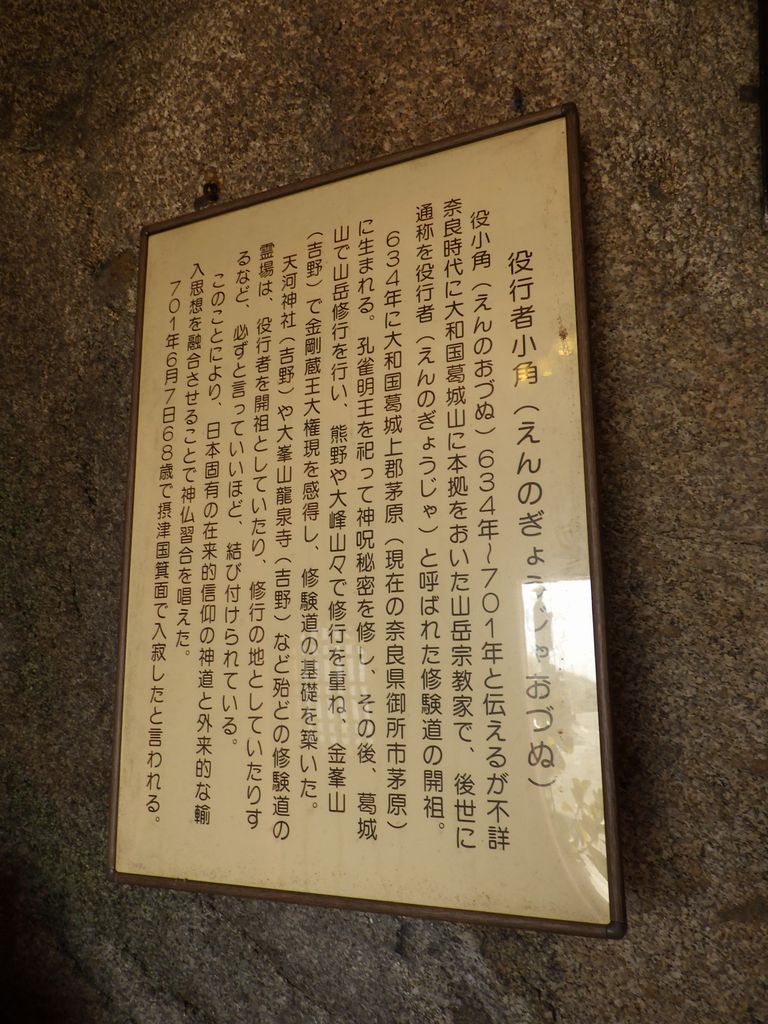 役行者小角（えんのぎょうじゃおづぬ）
役小角（えんのおづぬ）634年～701年と伝えるが不詳
奈良時代に大和国葛城山に本拠をおいた山岳宗教家で、後世に
通称を役行者（えんのぎょうじゃ）と呼ばれた修験道の開祖。
634年に大和国葛城上郡茅原（現在の奈良県御所市茅原）
に生まれる。孔雀明王を祀って神呪秘密を修し、その後、葛城
山で山岳修行を行い、熊野や大峰山々で修行を重ね、金峯山
（吉野）で金剛蔵王大権現を感得し、修験道の基礎を築いた。
天河神社（吉野）や大峯山龍泉寺（吉野）など殆どの修験道の
霊場は、役行者を開祖としていたり、修行の地としていたりす
るなど、必ずと言っていいほど、結び付けられている。
このことにより、日本固有の在来的信仰の神道と外来的な輸
入思想を融合させることで神仏習合を唱えた。
701年6月7日68歳で摂津国箕面で入寂したと言われる。